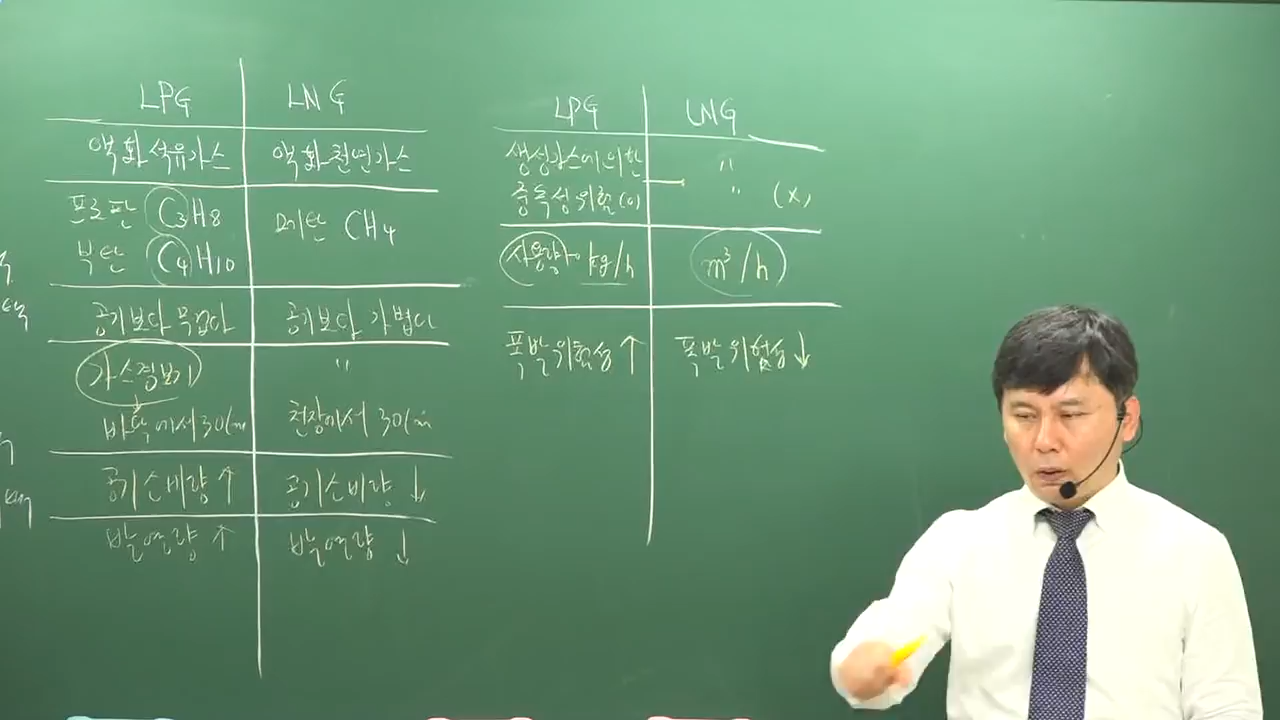 LPG LNG
액화석유가스 액화천연가스
프로판 C3H8
부탄 C4H10
메탄 CH4
공기보다 무겁다 공기보다 가볍다
가스경보기 "
바닥에서 30cm 천장에서 30cm
공기소비량 ↑ 공기소비량 ↓
발열량 ↑ 발열량 ↓
LPG LNG
생성가스에의한 "
중독성위험(o) " (x)
사용량 kg/h m³/h
폭발위험성 ↑ 폭발위험성 ↓